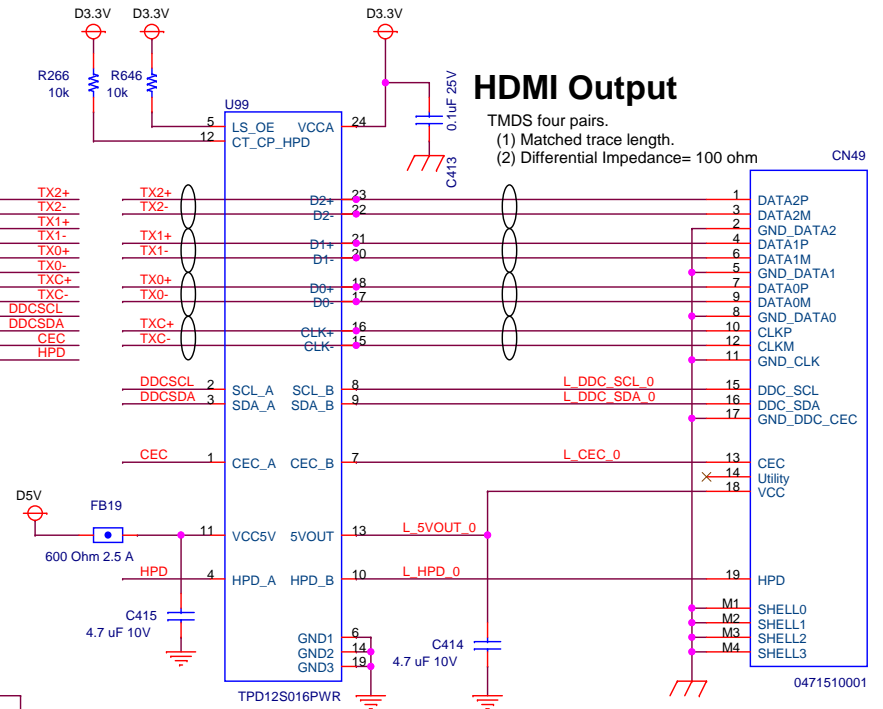 D3.3V D3.3V D3.3V
R266 10k
R646 10k
0.1uF 25V
C413
HDMI Output
TMDS four pairs.
(1) Matched trace length.
(2) Differential Impedance= 100 ohm
U99
CN49
5 LS_OE VCCA 24
12 CT_CP_HPD
TX2+ TX2+ D2+ 23 1 DATA2P
TX2- TX2- D2- 22 3 DATA2M
2 GND_DATA2
TX1+ TX1+ D1+ 21 4 DATA1P
TX1- TX1- D1- 20 6 DATA1M
TX0+ 5 GND_DATA1
TX0- 7 DATA0P
TXC+ TX0+ D0+ 18
TXC- TX0- D0- 17 9 DATA0M
DDCSCL 8 GND_DATA0
DDCSDA TXC+ CLK+ 16 10 CLKP
CEC TXC- CLK- 15 12 CLKM
HPD 11 GND_CLK
DDCSCL 2 SCL_A SCL_B 8 L_DDC_SCL_0 15 DDC_SCL
DDCSDA 3 SDA_A SDA_B 9 L_DDC_SDA_0 16 DDC_SDA
17 GND_DDC_CEC
CEC 1 CEC_A CEC_B 7 L_CEC_0 13 CEC
14 Utility
18 VCC
D5V
FB19
600 Ohm 2.5 A
11 VCC5V 5VOUT 13 L_5VOUT_0
HPD 4 HPD_A HPD_B 10 L_HPD_0 19 HPD
C415
4.7 uF 10V
M1 SHELL0
M2 SHELL1
M3 SHELL2
M4 SHELL3
GND1 6
GND2 14
GND3 19
C414
4.7 uF 10V
TPD12S016PWR
0471510001